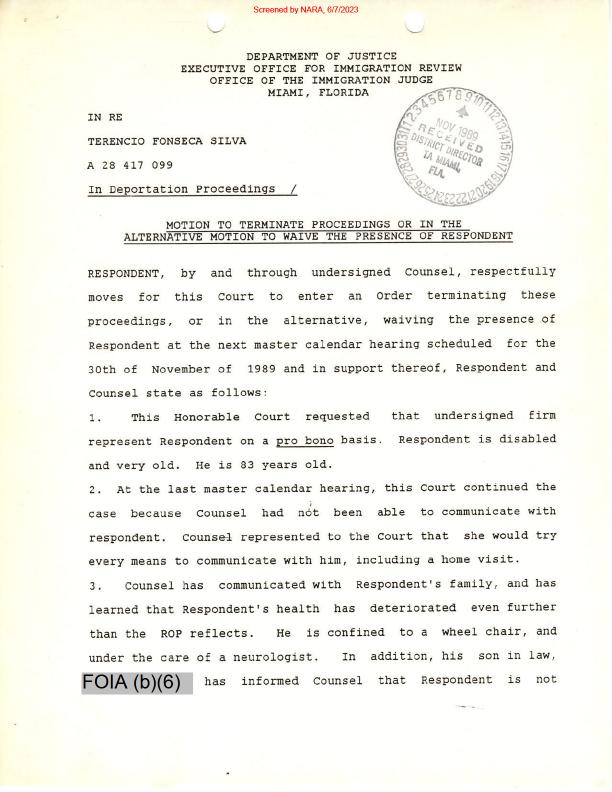 Screened by NARA, 6/7/2023
DEPARTMENT OF JUSTICE
EXECUTIVE OFFICE FOR IMMIGRATION REVIEW
OFFICE OF THE IMMIGRATION JUDGE
MIAMI, FLORIDA
IN RE
TERENCIO FONSECA SILVA
A 28 417 099
In Deportation Proceedings /
NOV 1989
RECEIVED
DISTRICT DIRECTOR
MIAMI,
FLA.
MOTION TO TERMINATE PROCEEDINGS OR IN THE
ALTERNATIVE MOTION TO WAIVE THE PRESENCE OF RESPONDENT
RESPONDENT, by and through undersigned Counsel, respectfully
moves for this Court to enter an Order terminating these
proceedings, or in the alternative, waiving the presence of
Respondent at the next master calendar hearing scheduled for the
30th of November of 1989 and in support thereof, Respondent and
Counsel state as follows:
1. This Honorable Court requested that undersigned firm
represent Respondent on a pro bono basis. Respondent is disabled
and very old. He is 83 years old.
2. At the last master calendar hearing, this Court continued the
case because Counsel had not been able to communicate with
respondent. Counsel represented to the Court that she would try
every means to communicate with him, including a home visit.
3. Counsel has communicated with Respondent's family, and has
learned that Respondent's health has deteriorated even further
than the ROP reflects. He is confined to a wheel chair, and
under the care of a neurologist. In addition, his son in law,
FOIA (b)(6) has informed Counsel that Respondent is not